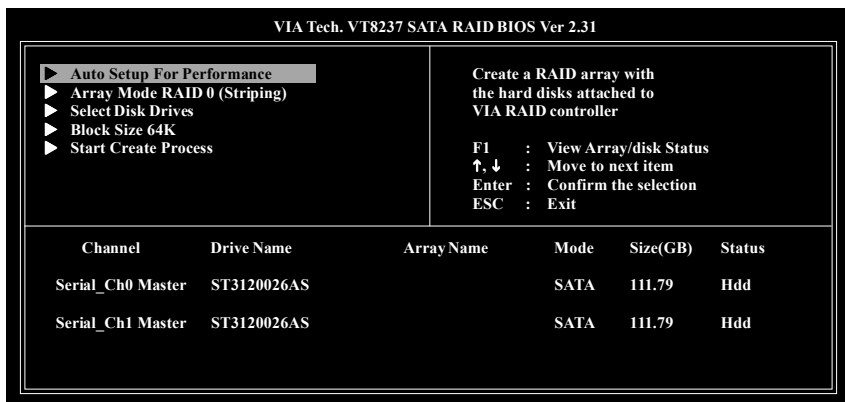 VIA Tech. VT8237 SATA RAID BIOS Ver 2.31
Auto Setup For Performance
Array Mode RAID 0 (Striping)
Select Disk Drives
Block Size 64K
Start Create Process
Create a RAID array with
the hard disks attached to
VIA RAID controller
F1 : View Array/disk Status
↑, ↓ : Move to next item
Enter : Confirm the selection
ESC : Exit
Channel Drive Name Array Name Mode Size(GB) Status
Serial_Ch0 Master ST3120026AS SATA 111.79 Hdd
Serial_Ch1 Master ST3120026AS SATA 111.79 Hdd